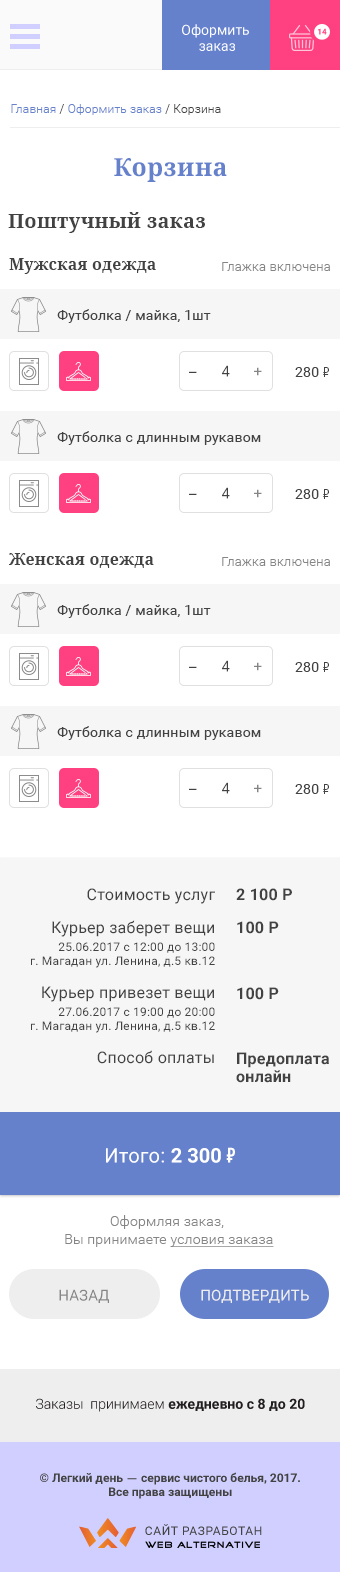 Оформить
заказ
14
Главная / Оформить заказ / Корзина
Корзина
Поштучный заказ
Мужская одежда
Глажка включена
Футболка / майка, 1шт
– 4 + 280 ₽
Футболка с длинным рукавом
– 4 + 280 ₽
Женская одежда
Глажка включена
Футболка / майка, 1шт
– 4 + 280 ₽
Футболка с длинным рукавом
– 4 + 280 ₽
Стоимость услуг 2 100 Р
Курьер заберет вещи 100 Р
25.06.2017 с 12:00 до 13:00
г. Магадан ул. Ленина, д.5 кв.12
Курьер привезет вещи 100 Р
27.06.2017 с 19:00 до 20:00
г. Магадан ул. Ленина, д.5 кв.12
Способ оплаты Предоплата
онлайн
Итого: 2 300 ₽
Оформляя заказ,
Вы принимаете условия заказа
НАЗАД
ПОДТВЕРДИТЬ
Заказы принимаем ежедневно с 8 до 20
© Легкий день — сервис чистого белья, 2017.
Все права защищены
САЙТ РАЗРАБОТАН
WEB ALTERNATIVE